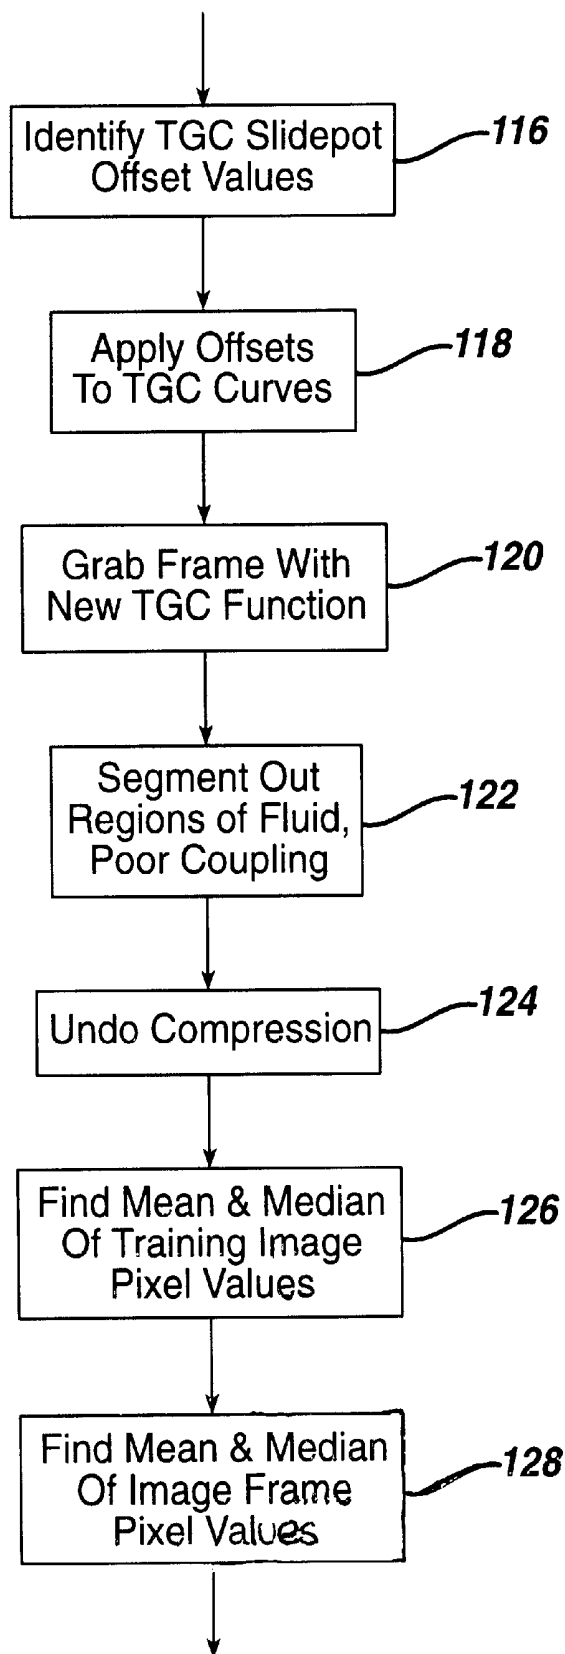 Identify TGC Slidepot
Offset Values
116
Apply Offsets
To TGC Curves
118
Grab Frame With
New TGC Function
120
Segment Out
Regions of Fluid,
Poor Coupling
122
Undo Compression
124
Find Mean & Median
Of Training Image
Pixel Values
126
Find Mean & Median
Of Image Frame
Pixel Values
128